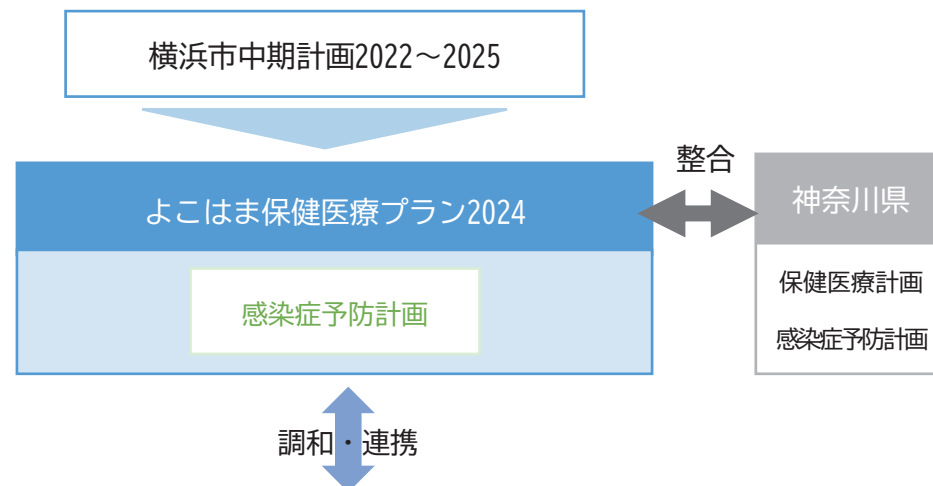 横浜市中期計画2022～2025
よこはま保健医療プラン2024
感染症予防計画
整合
神奈川県
保健医療計画
感染症予防計画
調和・連携